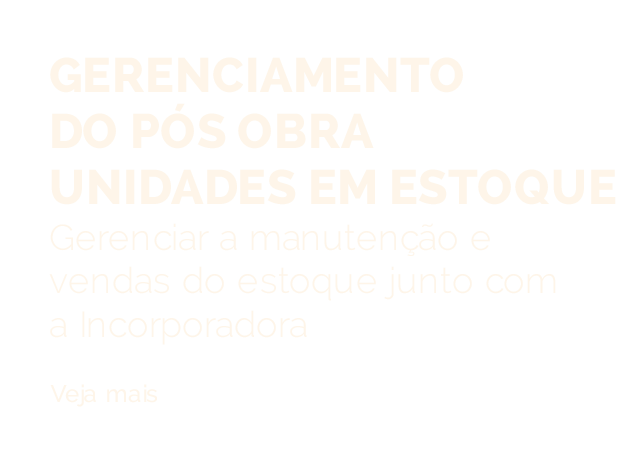 GERENCIAMENTO
DO PÓS OBRA
UNIDADES EM ESTOQUE
Gerenciar a manutenção e
vendas do estoque junto com
a Incorporadora
Veja mais